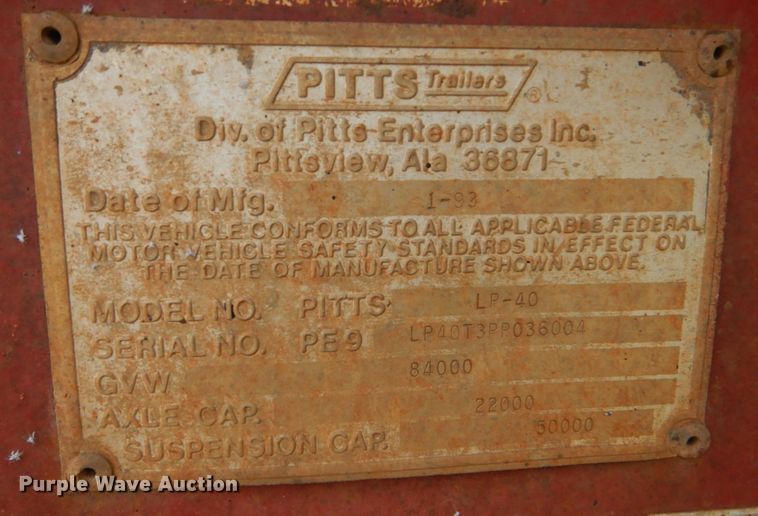 PITTS Trailers ®
Div. of Pitts Enterprises Inc.
Pittsview, Ala 36871
Date of Mfg. 1-93
THIS VEHICLE CONFORMS TO ALL APPLICABLE FEDERAL
MOTOR VEHICLE SAFETY STANDARDS IN EFFECT ON
THE DATE OF MANUFACTURE SHOWN ABOVE.
MODEL NO. PITTS LP-40
SERIAL NO. PE9 LP40T3PP036004
GVW 84000
AXLE CAP. 22000
SUSPENSION CAP. 50000
Purple Wave Auction